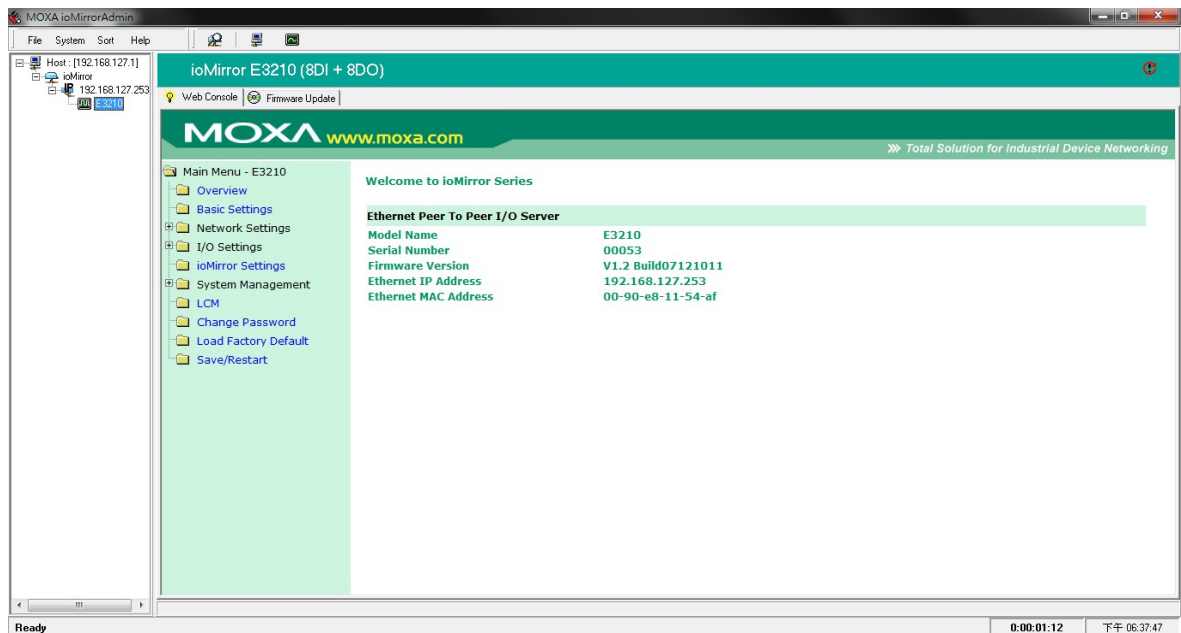 MOXA ioMirrorAdmin
File System Sort Help
Host : [192.168.127.1]
ioMirror
192.168.127.253
E3210
ioMirror E3210 (8DI + 8DO)
Web Console
Firmware Update
MOXA www.moxa.com
Total Solution for Industrial Device Networking
Main Menu - E3210
Overview
Basic Settings
Network Settings
I/O Settings
ioMirror Settings
System Management
LCM
Change Password
Load Factory Default
Save/Restart
Welcome to ioMirror Series
Ethernet Peer To Peer I/O Server
Model Name E3210
Serial Number 00053
Firmware Version V1.2 Build07121011
Ethernet IP Address 192.168.127.253
Ethernet MAC Address 00-90-e8-11-54-af
Ready 0:00:01:12 下午 06:37:47